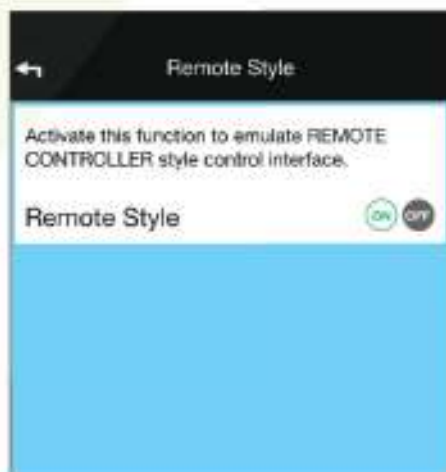 Remote Style
Activate this function to emulate REMOTE
CONTROLLER style control interface.
Remote Style
ON OFF